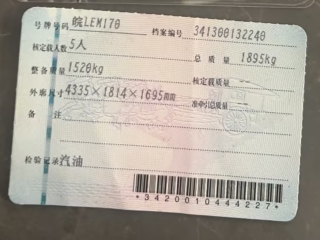 号牌号码 皖LEM170 档案编号 341300132240
核定载人数 5人 总质量 1895kg
整备质量 1520kg 核定载质量 --
外廓尺寸 4335×1814×1695mm 准牵引总质量 --
备注
检验记录 汽油
*3420010444227*